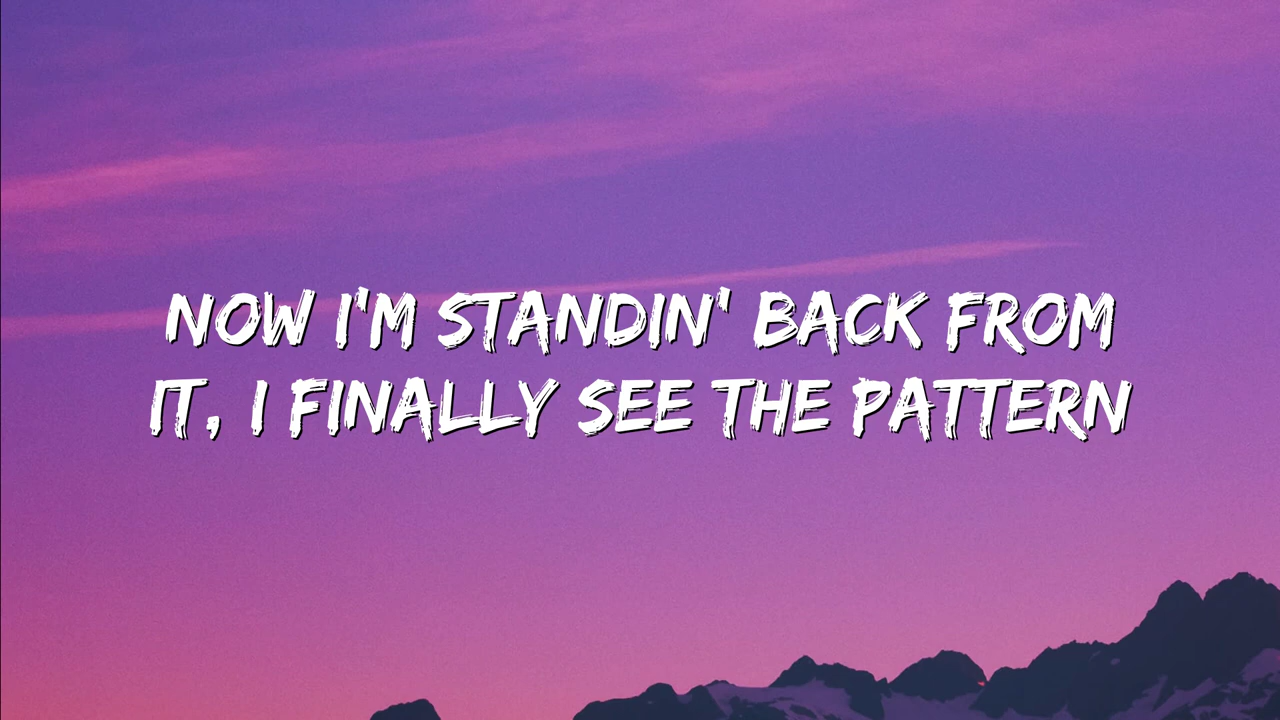 NOW I'M STANDIN' BACK FROM
IT, I FINALLY SEE THE PATTERN